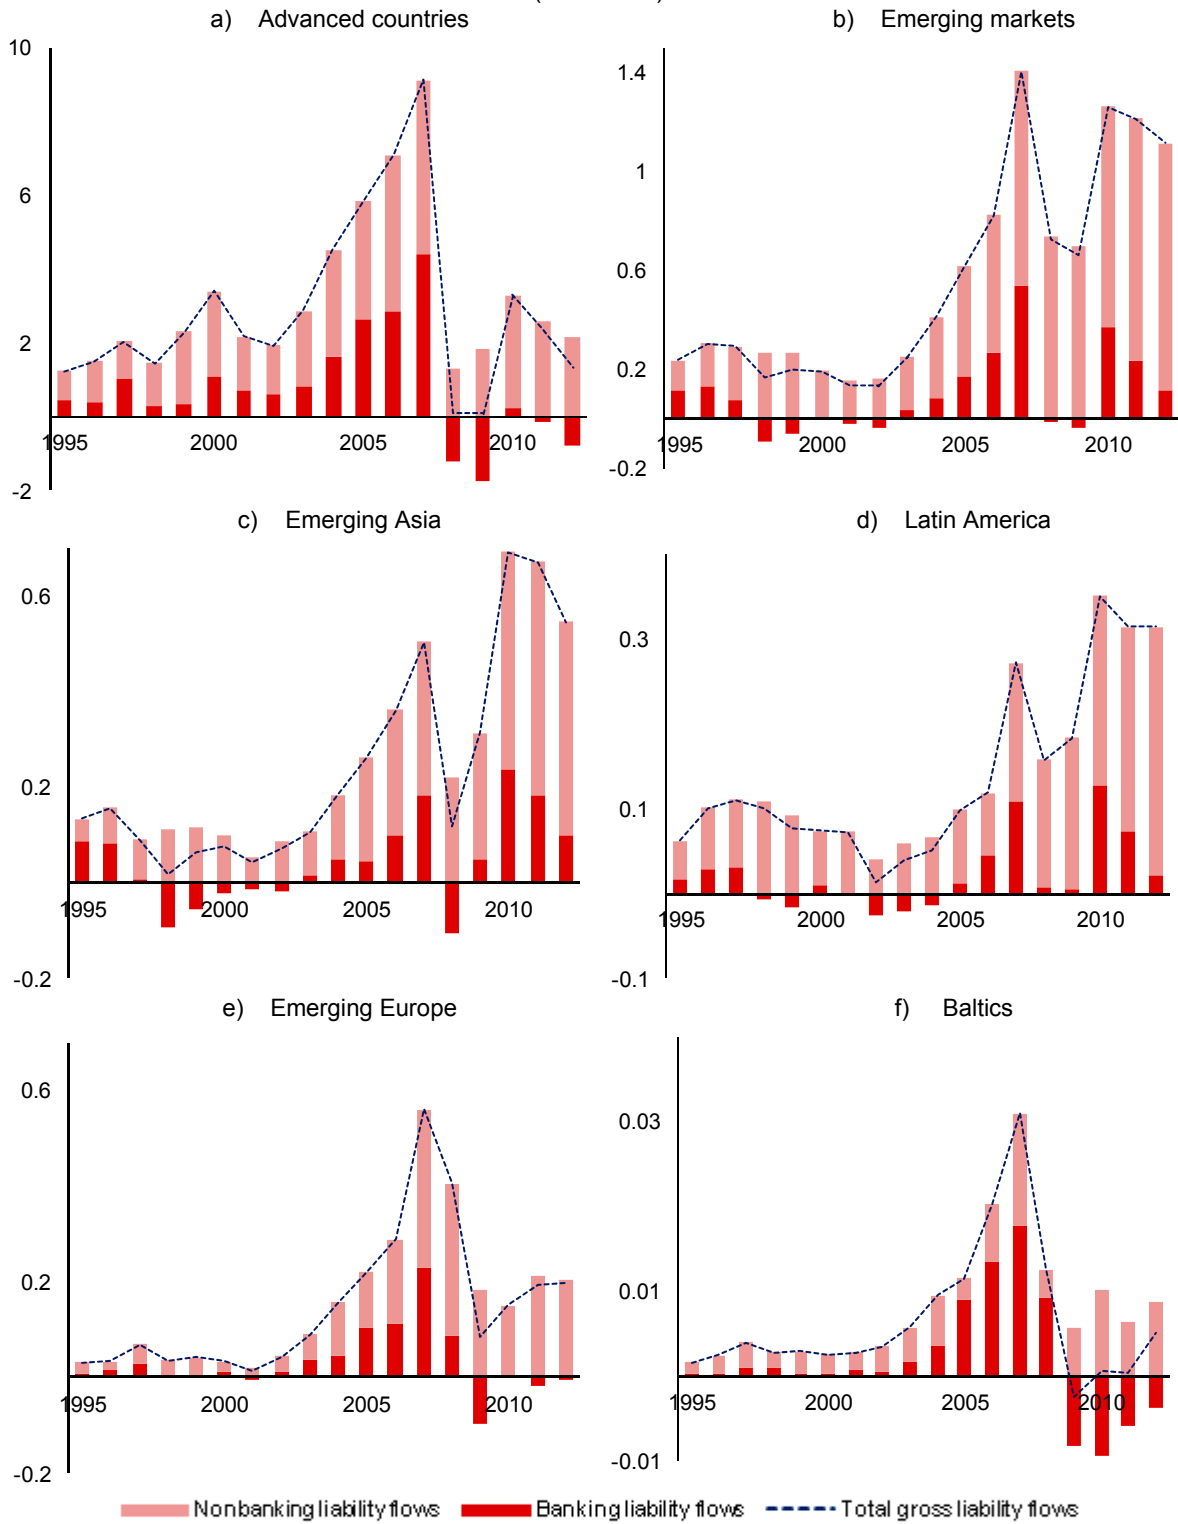 a) Advanced countries
10
6
2
-2
1995 2000 2005 2010
b) Emerging markets
1.4
1
0.6
0.2
-0.2
1995 2000 2005 2010
c) Emerging Asia
0.6
0.2
-0.2
1995 2000 2005 2010
d) Latin America
0.3
0.1
-0.1
1995 2000 2005 2010
e) Emerging Europe
0.6
0.2
-0.2
1995 2000 2005 2010
f) Baltics
0.03
0.01
-0.01
1995 2000 2005 2010
Nonbanking liability flows Banking liability flows Total gross liability flows